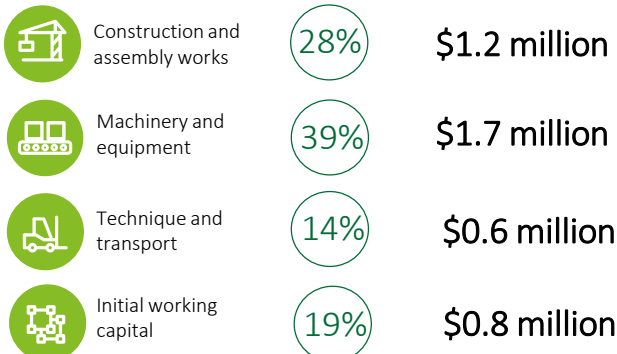 Construction and
assembly works
28%
$1.2 million
Machinery and
equipment
39%
$1.7 million
Technique and
transport
14%
$0.6 million
Initial working
capital
19%
$0.8 million